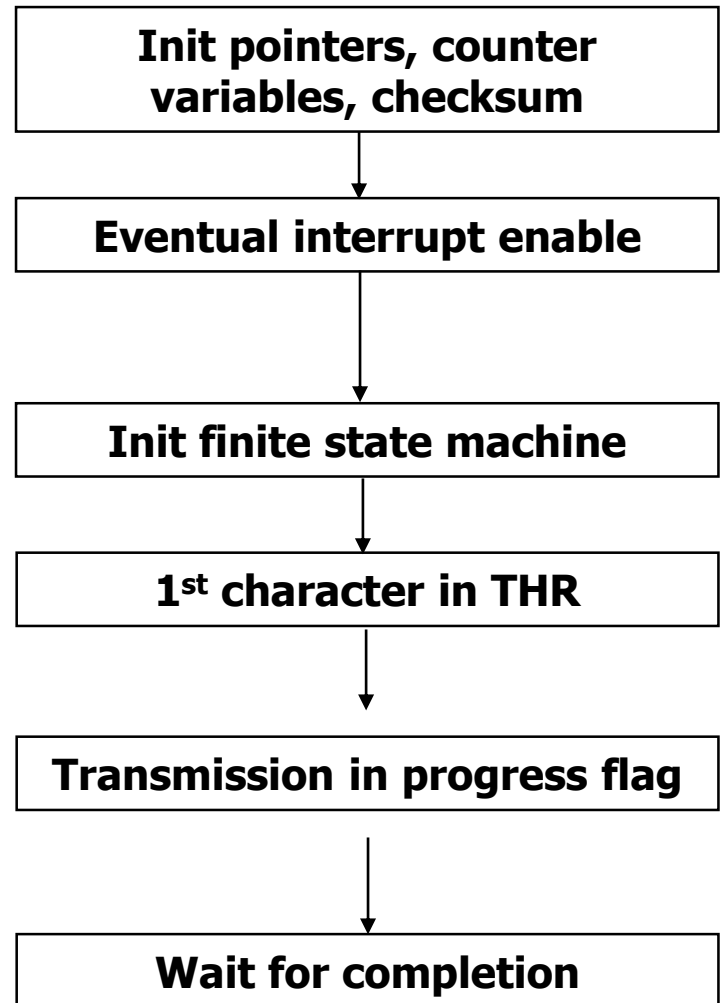 Init pointers, counter
variables, checksum
Eventual interrupt enable
Init finite state machine
1st character in THR
Transmission in progress flag
Wait for completion